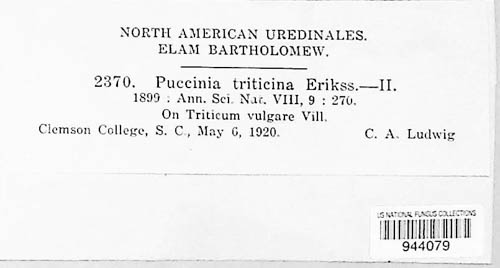 NORTH AMERICAN UREDINALES.
ELAM BARTHOLOMEW.
2370. Puccinia triticina Erikss.—II.
1899 : Ann. Sci. Nat. VIII, 9 : 270.
On Triticum vulgare Vill.
Clemson College, S. C., May 6, 1920. C. A. Ludwig
US NATIONAL FUNGUS COLLECTIONS
944079